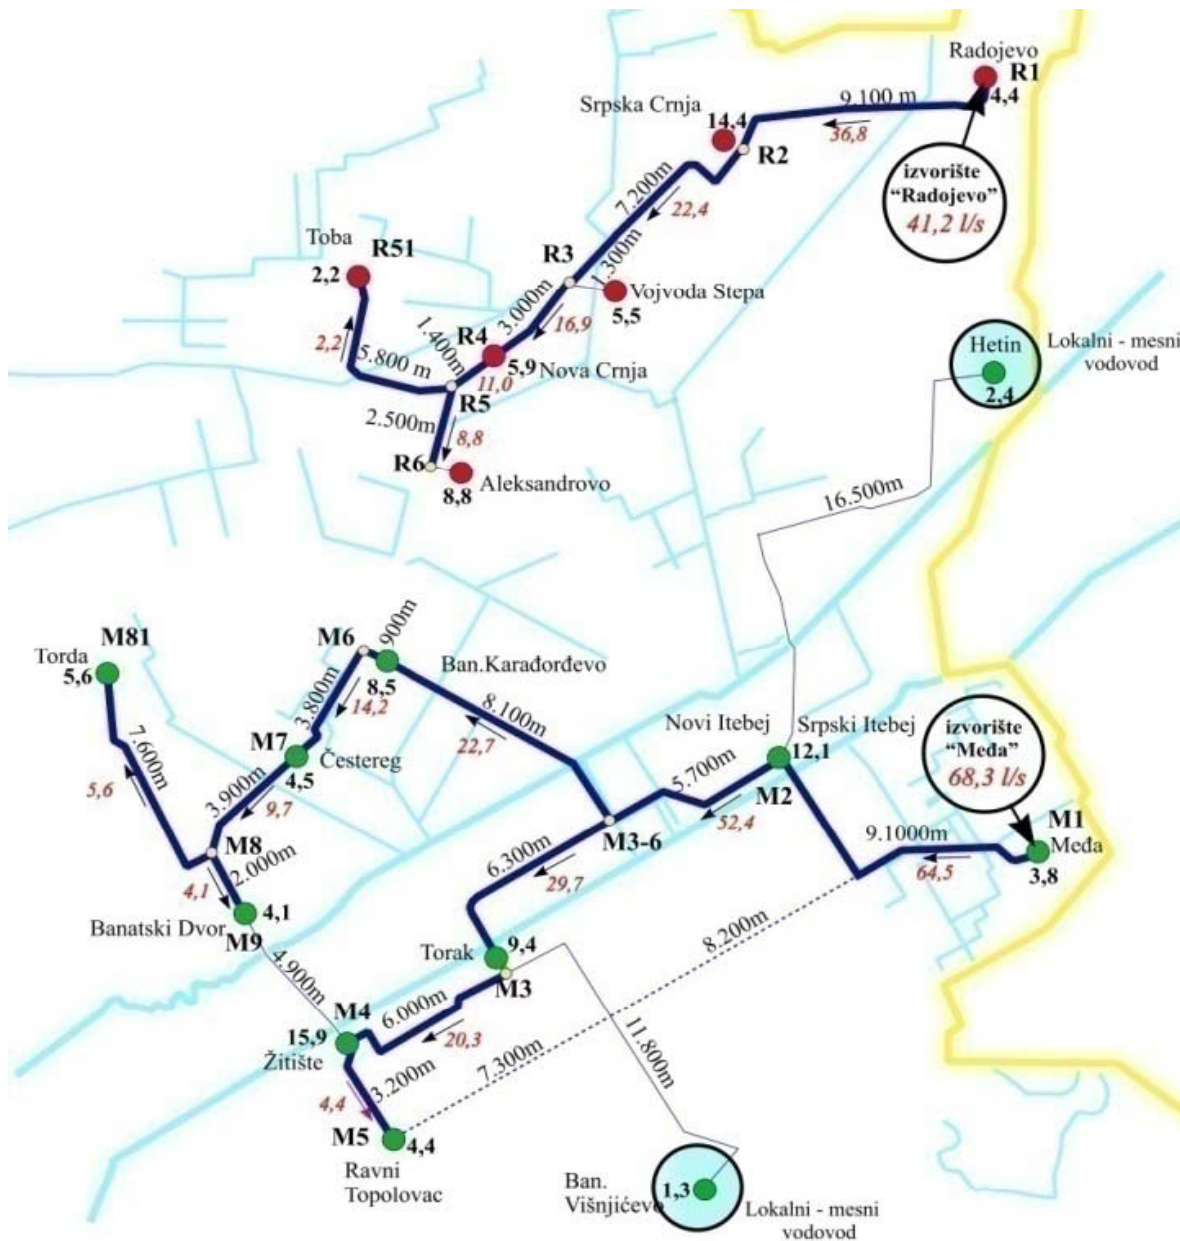 Radojevo
R1
4,4
9.100 m
36,8
Srpska Crnja
14,4
R2
izvorište
“Radojevo”
41,2 l/s
7.200m
22,4
Toba
R51
2,2
R3
1.300m
Vojvoda Stepa
5,5
3.000m
16,9
1.400m
R4
5,9
Nova Crnja
11,0
2,2
5.800 m
R5
2.500m
8,8
R6
Aleksandrovo
8,8
Hetin
2,4
Lokalni - mesni
vodovod
16.500m
M81
Torda
5,6
M6
900m
Ban.Karađorđevo
8,5
3.800m
14,2
8.100m
22,7
Novi Itebej
Srpski Itebej
12,1
M2
izvorište
“Međa”
68,3 l/s
7.600m
5,6
M7
Čestereg
4,5
3.900m
9,7
5.700m
52,4
9.1000m
64,5
M1
Međa
3,8
M8
2.000m
4,1
M3-6
6.300m
29,7
4,1
Banatski Dvor
M9
8.200m
Torak
9,4
M3
4.900m
M4
15,9
Žitište
6.000m
20,3
7.300m
11.800m
3.200m
4,4
M5
4,4
Ravni
Topolovac
Ban.
Višnjićevo
1,3
Lokalni - mesni
vodovod